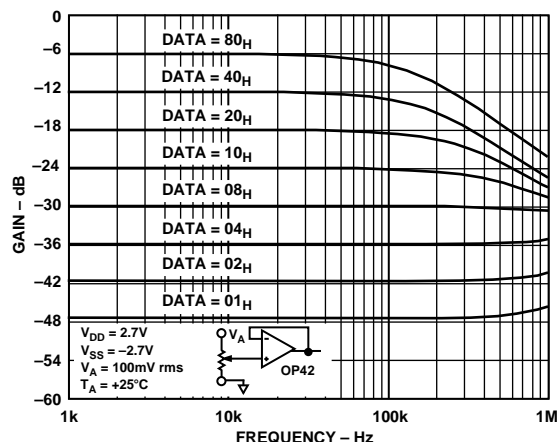 0
–6
–12
–18
–24
–30
–36
–42
–48
–54
–60
GAIN – dB
DATA = 80H
DATA = 40H
DATA = 20H
DATA = 10H
DATA = 08H
DATA = 04H
DATA = 02H
DATA = 01H
VDD = 2.7V
VSS = –2.7V
VA = 100mV rms
TA = +25°C
VA
–
+
OP42
1k
10k
100k
1M
FREQUENCY – Hz